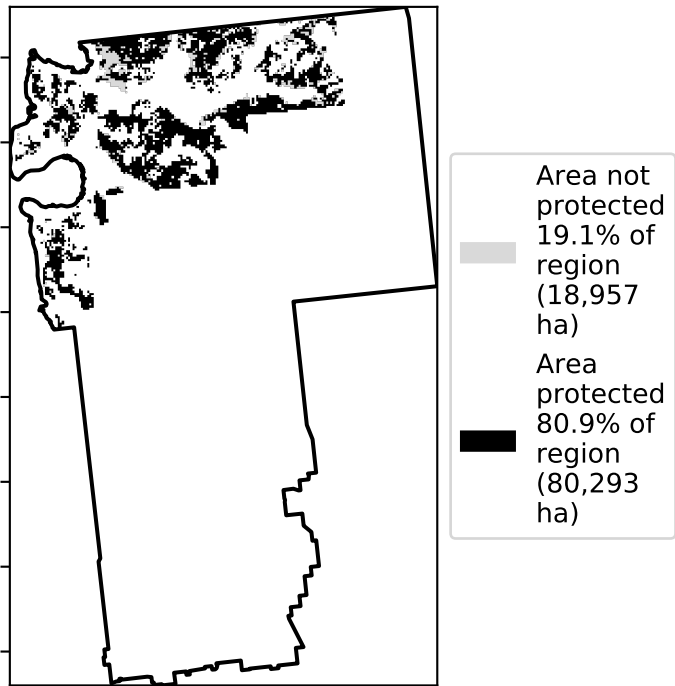 Area not
protected
19.1% of
region
(18,957
ha)
Area
protected
80.9% of
region
(80,293
ha)